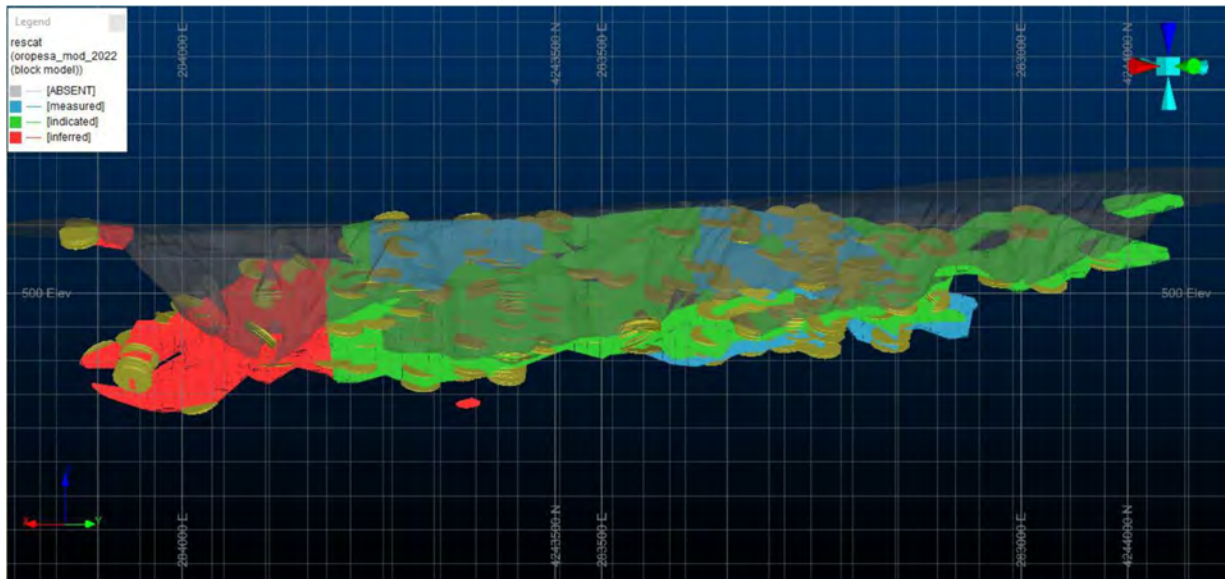 Legend
rescat
(oropesa_mod_2022
(block model))
[ABSENT]
[measured]
[indicated]
[inferred]
284000 E
4243500 N
283500 E
283000 E
4244000 N
500 Elev
500 Elev
X
Y
284000 E
4243500 N
283500 E
283000 E
4244000 N